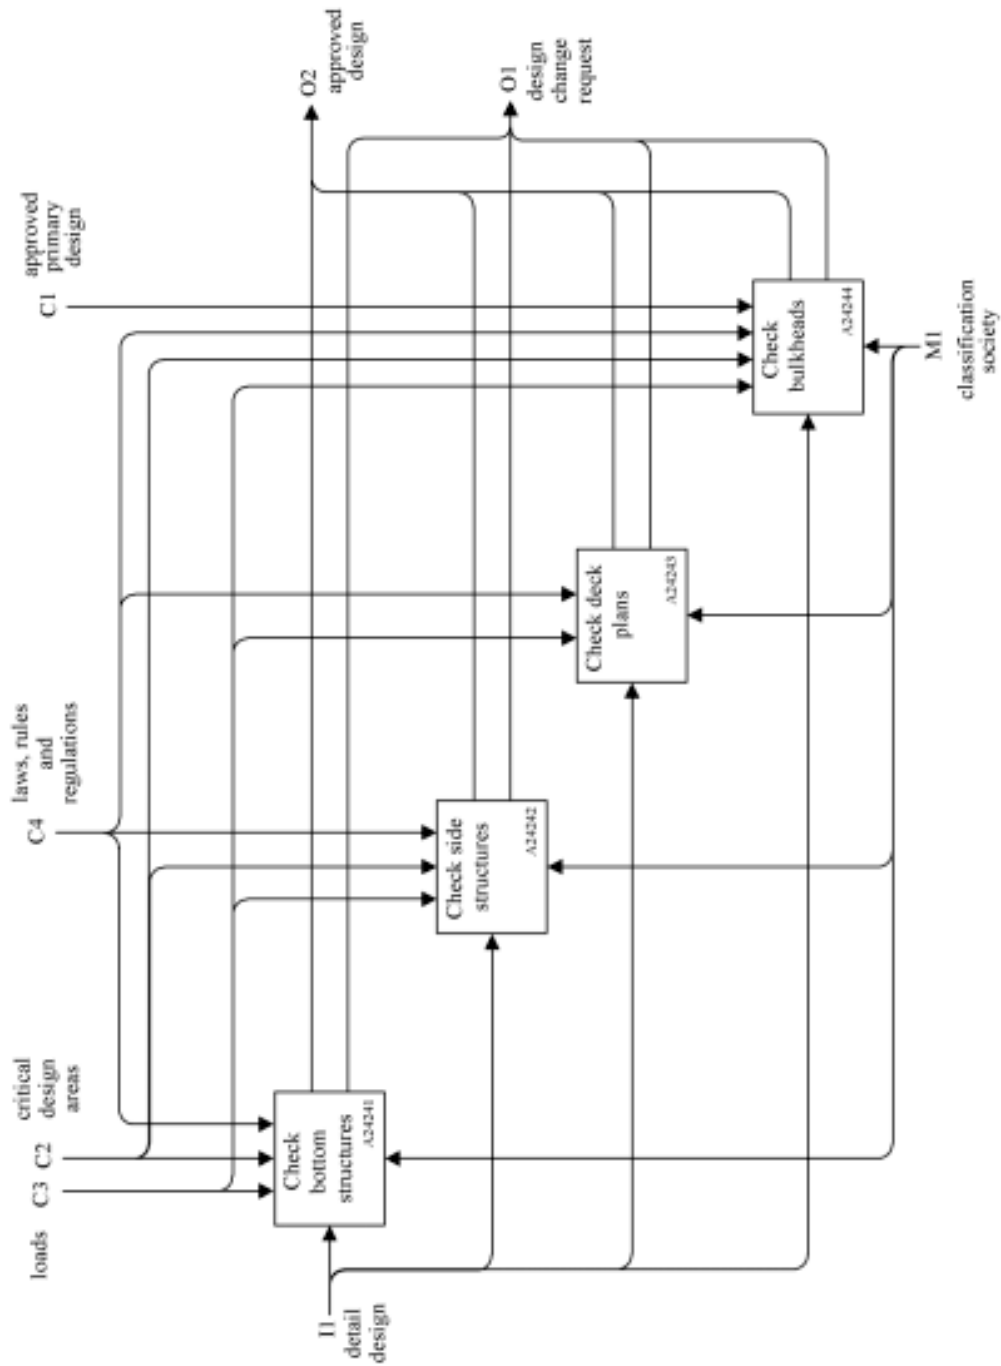 loads
C3
C2
critical
design
areas
C4
laws, rules
and
regulations
C1
approved
primary
design
I1
detail
design
Check
bottom
structures
A24241
Check side
structures
A24242
Check deck
plans
A24243
Check
bulkheads
A24244
O2
approved
design
O1
design
change
request
M1
classification
society